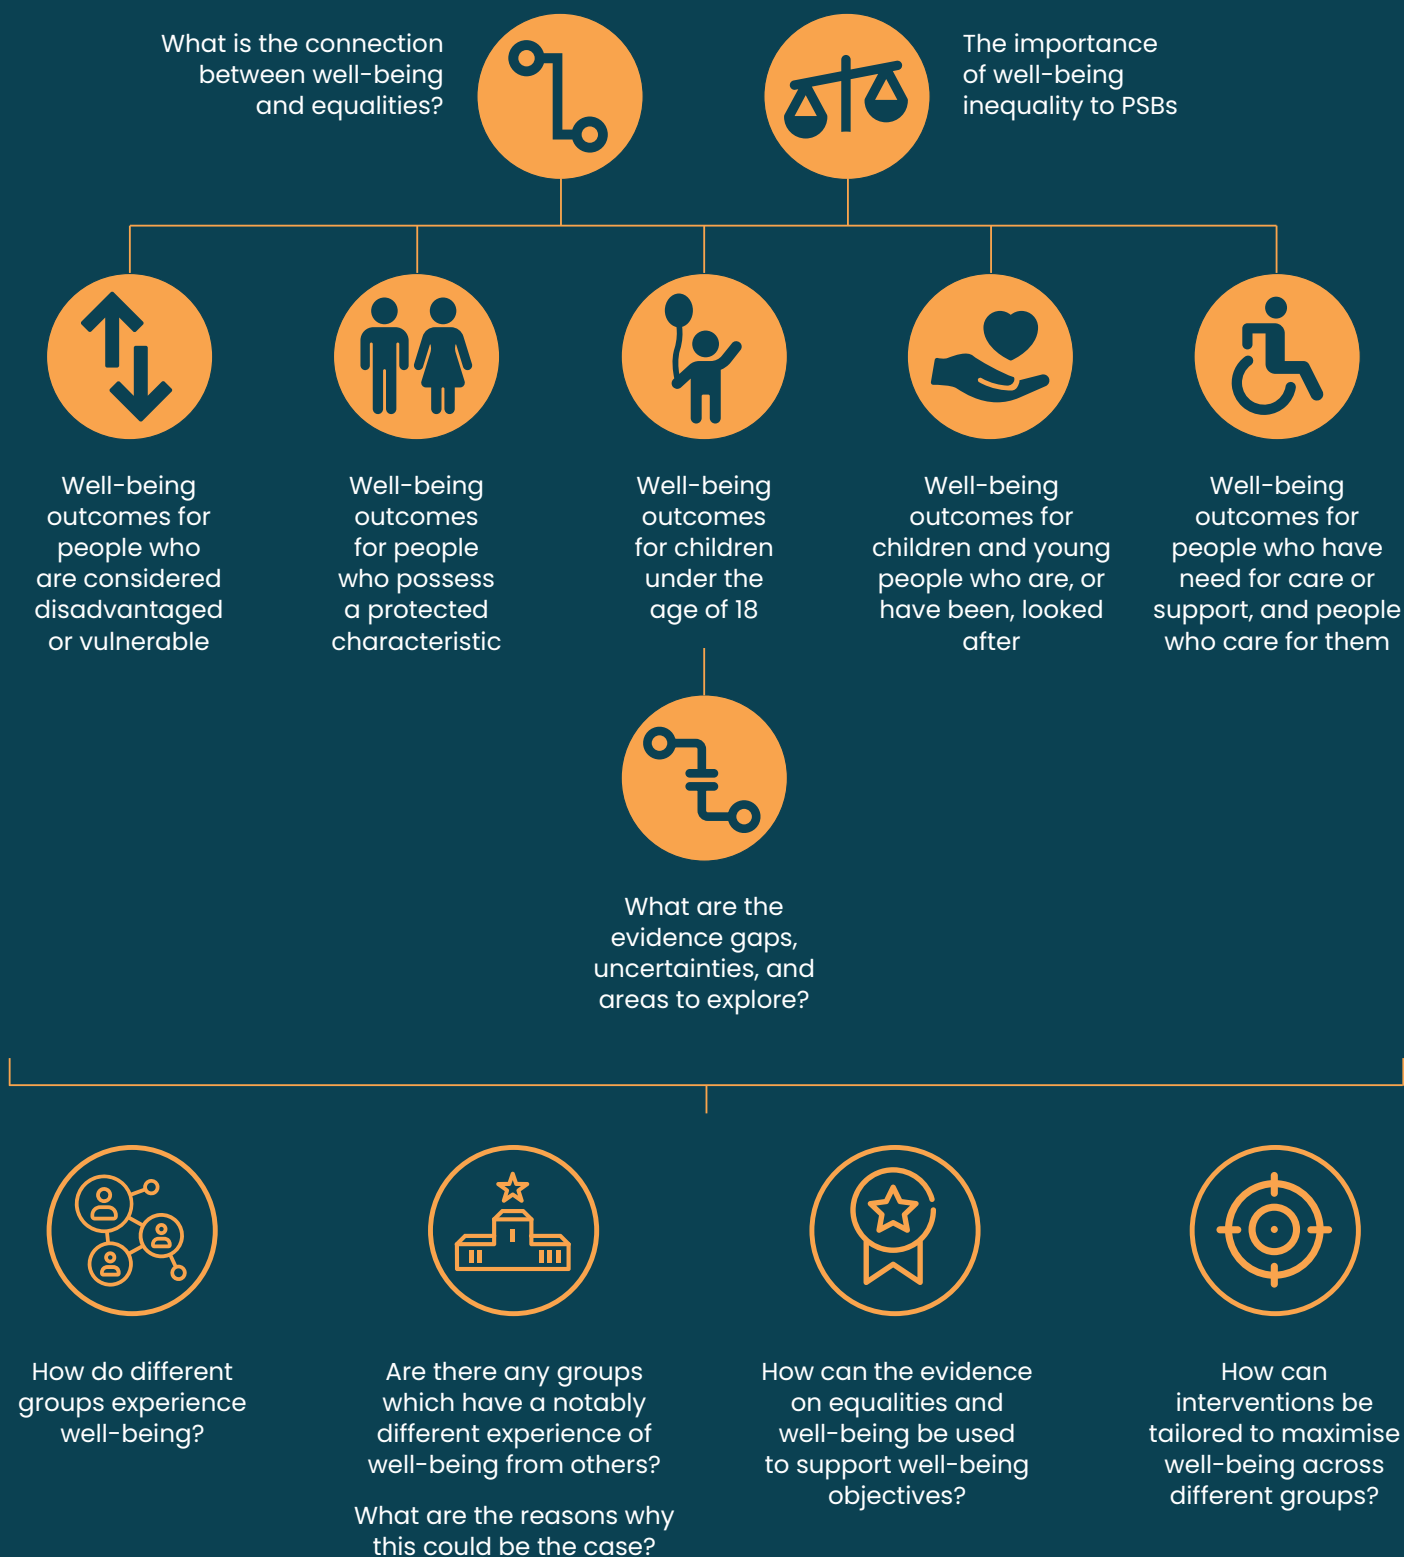 What is the connection
between well-being
and equalities?
The importance
of well-being
inequality to PSBs
Well-being
outcomes for
people who
are considered
disadvantaged
or vulnerable
Well-being
outcomes
for people
who possess
a protected
characteristic
Well-being
outcomes
for children
under the
age of 18
Well-being
outcomes for
children and young
people who are, or
have been, looked
after
Well-being
outcomes for
people who have
need for care or
support, and people
who care for them
What are the
evidence gaps,
uncertainties, and
areas to explore?
How do different
groups experience
well-being?
Are there any groups
which have a notably
different experience of
well-being from others?
What are the reasons why
this could be the case?
How can the evidence
on equalities and
well-being be used
to support well-being
objectives?
How can
interventions be
tailored to maximise
well-being across
different groups?